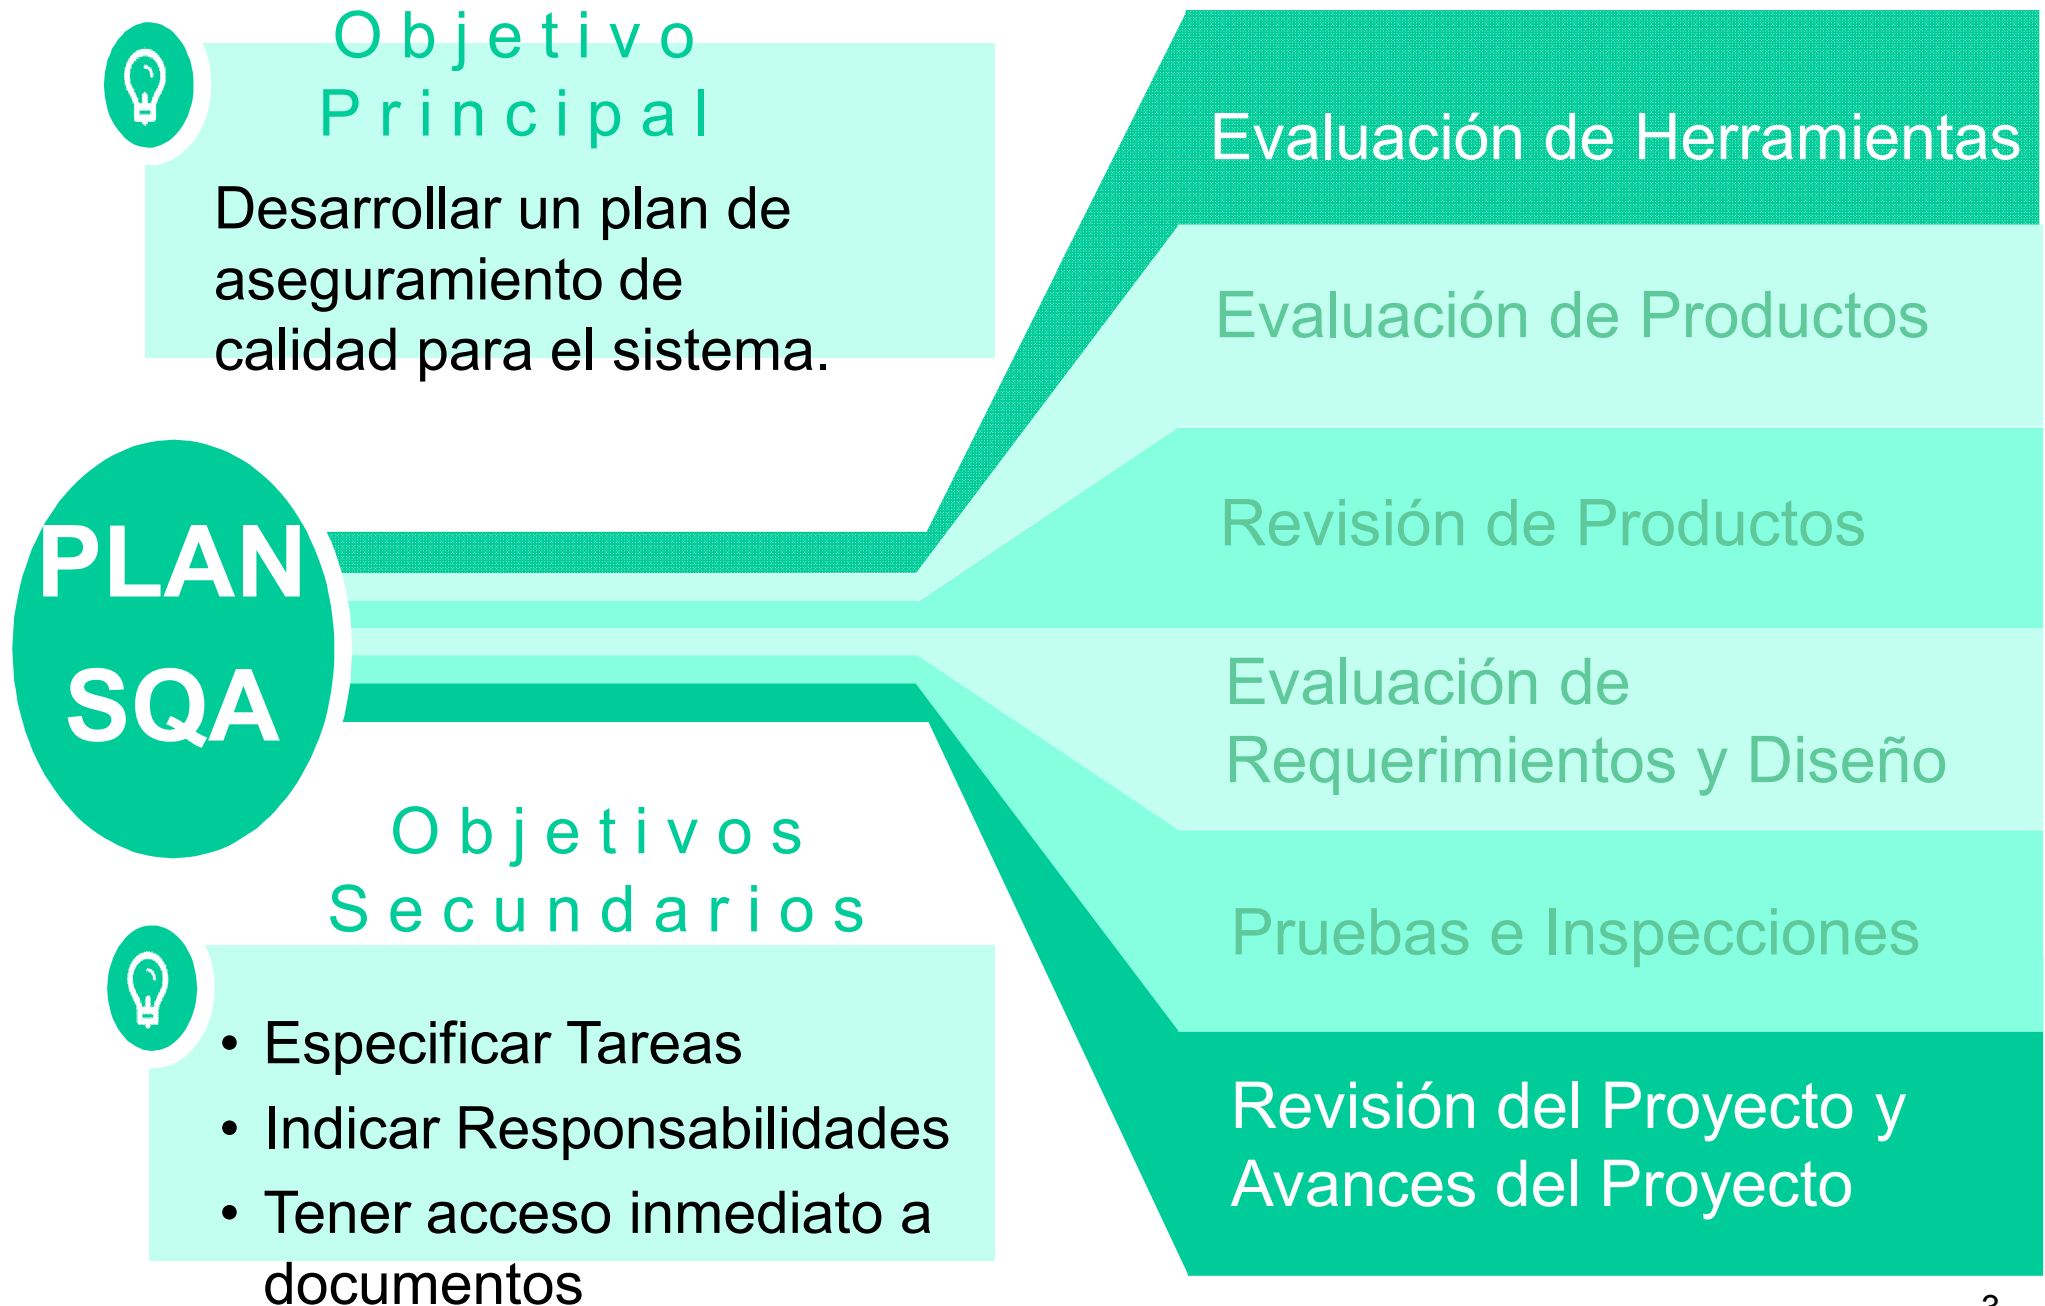 Objetivo
Principal
Desarrollar un plan de
aseguramiento de
calidad para el sistema.
PLAN
SQA
Objetivos
Secundarios
• Especificar Tareas
• Indicar Responsabilidades
• Tener acceso inmediato a
documentos
Evaluación de Herramientas
Evaluación de Productos
Revisión de Productos
Evaluación de
Requerimientos y Diseño
Pruebas e Inspecciones
Revisión del Proyecto y
Avances del Proyecto
3